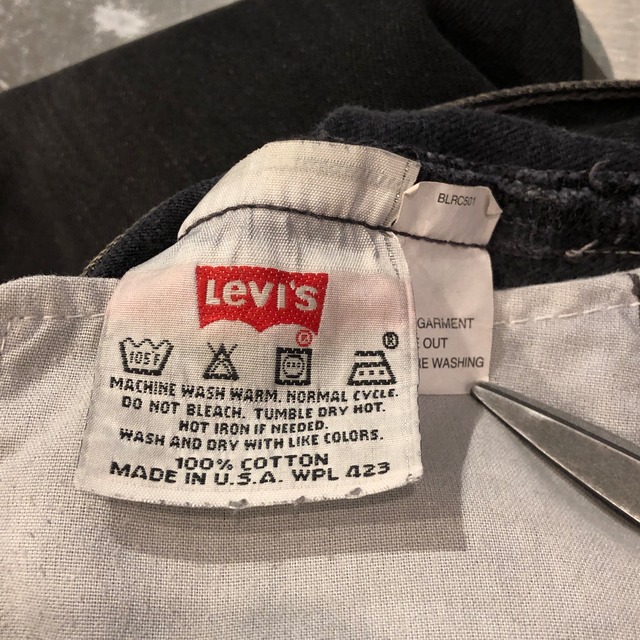 BLRC501
LEVI'S
®
105F
®
MACHINE WASH WARM. NORMAL CYCLE.
DO NOT BLEACH. TUMBLE DRY HOT.
HOT IRON IF NEEDED.
WASH AND DRY WITH LIKE COLORS.
100% COTTON
MADE IN U.S.A. WPL 423
GARMENT
OUT
WASHING